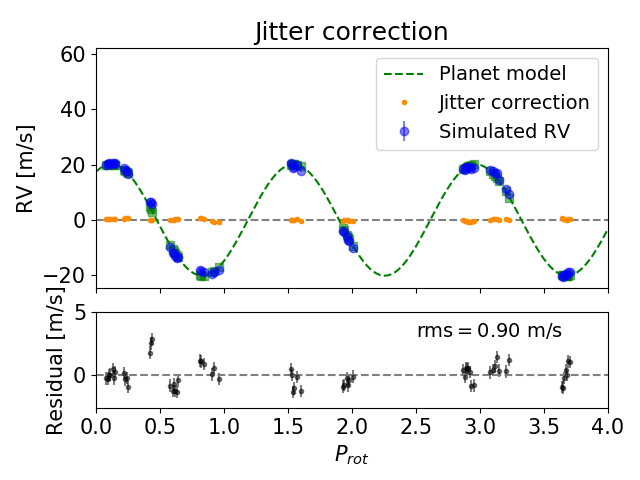 Jitter correction
60
40
20
0
−20
RV [m/s]
Planet model
Jitter correction
Simulated RV
5
0
Residual [m/s]
rms = 0.90 m/s
0.0 0.5 1.0 1.5 2.0 2.5 3.0 3.5 4.0
P_rot